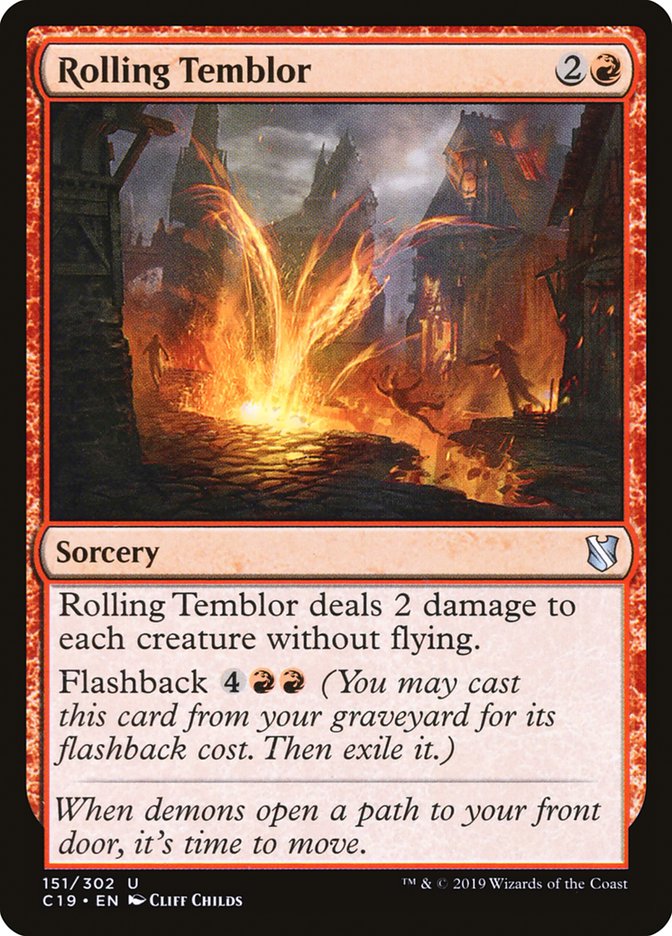 Rolling Temblor 2
Sorcery
Rolling Temblor deals 2 damage to
each creature without flying.
Flashback 4 (You may cast
this card from your graveyard for its
flashback cost. Then exile it.)
When demons open a path to your front
door, it's time to move.
151/302 U
C19 • EN Cliff Childs
™ & © 2019 Wizards of the Coast